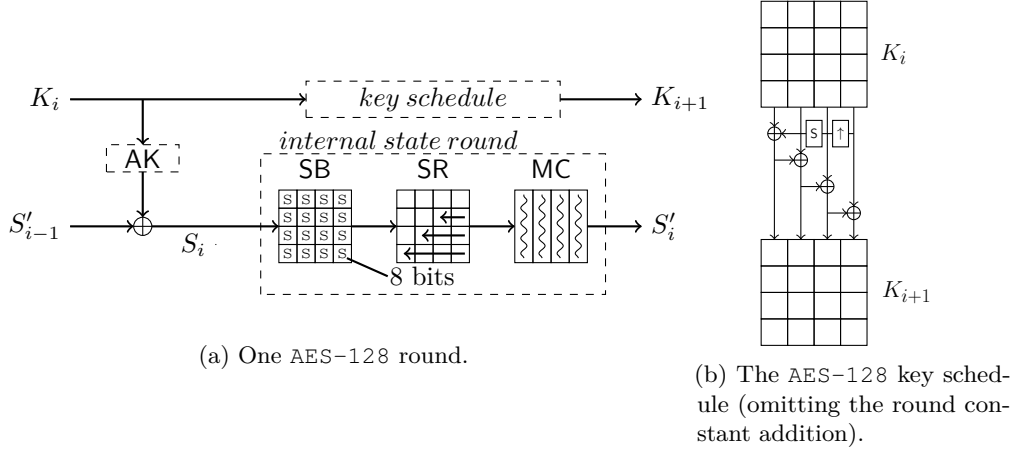 K_i
key schedule
K_{i+1}
AK
internal state round
SB
SR
MC
S S S S
S S S S
S S S S
S S S S
S'_{i-1}
S_i
S'_i
8 bits
(a) One AES-128 round.
K_i
S ↑
K_{i+1}
(b) The AES-128 key sched-
ule (omitting the round con-
stant addition).